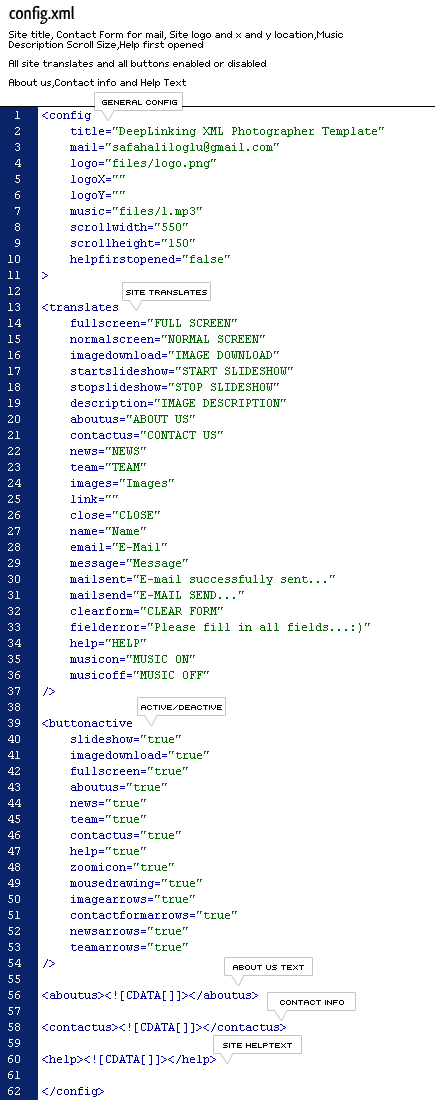 config.xml
Site title, Contact Form for mail, Site logo and x and y location,Music
Description Scroll Size,Help first opened
All site translates and all buttons enabled or disabled
About us,Contact info and Help Text
GENERAL CONFIG
1 <config
2 title="DeepLinking XML Photographer Template"
3 mail="safahaliloglu@gmail.com"
4 logo="files/logo.png"
5 logoX=""
6 logoY=""
7 music="files/1.mp3"
8 scrollwidth="550"
9 scrollheight="150"
10 helpfirstopened="false"
11 >
12 SITE TRANSLATES
13 <translates
14 fullscreen="FULL SCREEN"
15 normalscreen="NORMAL SCREEN"
16 imagedownload="IMAGE DOWNLOAD"
17 startslideshow="START SLIDESHOW"
18 stopslideshow="STOP SLIDESHOW"
19 description="IMAGE DESCRIPTION"
20 aboutus="ABOUT US"
21 contactus="CONTACT US"
22 news="NEWS"
23 team="TEAM"
24 images="Images"
25 link=""
26 close="CLOSE"
27 name="Name"
28 email="E-Mail"
29 message="Message"
30 mailsent="E-mail successfully sent..."
31 mailsend="E-MAIL SEND..."
32 clearform="CLEAR FORM"
33 fielderror="Please fill in all fields...:)"
34 help="HELP"
35 musicon="MUSIC ON"
36 musicoff="MUSIC OFF"
37 />
38 ACTIVE/DEACTIVE
39 <buttonactive
40 slideshow="true"
41 imagedownload="true"
42 fullscreen="true"
43 aboutus="true"
44 news="true"
45 team="true"
46 contactus="true"
47 help="true"
48 zoomicon="true"
49 mousedrawing="true"
50 imagearrows="true"
51 contactformarrows="true"
52 newsarrows="true"
53 teamarrows="true"
54 />
55 ABOUT US TEXT
56 <aboutus><![CDATA[]]></aboutus>
57 CONTACT INFO
58 <contactus><![CDATA[]]></contactus>
59 SITE HELPTEXT
60 <help><![CDATA[]]></help>
61
62 </config>